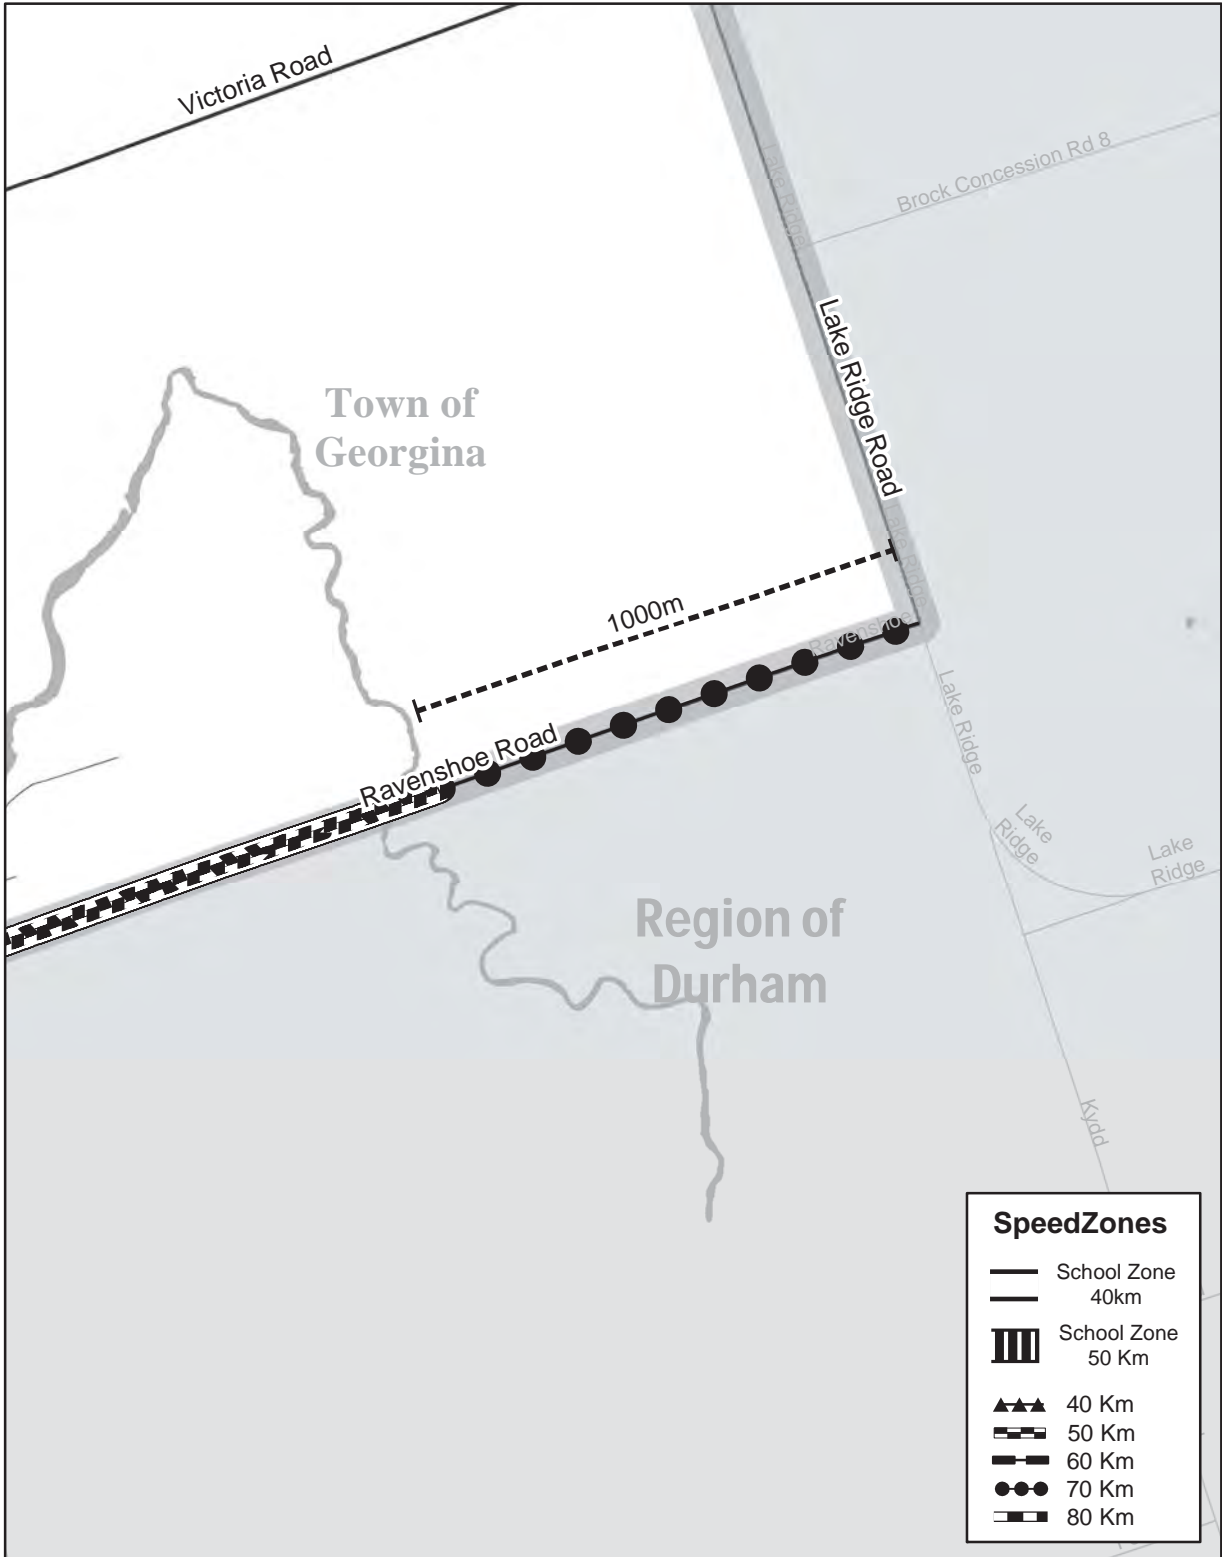 Victoria Road
Brock Concession Rd 8
Lake Ridge
Lake Ridge Road
Town of
Georgina
Lake Ridge
1000m
Ravenshoe
Ravenshoe Road
Lake Ridge
Lake
Ridge
Lake
Ridge
Region of
Durham
Kydd
SpeedZones
School Zone
40km
School Zone
50 Km
40 Km
50 Km
60 Km
70 Km
80 Km